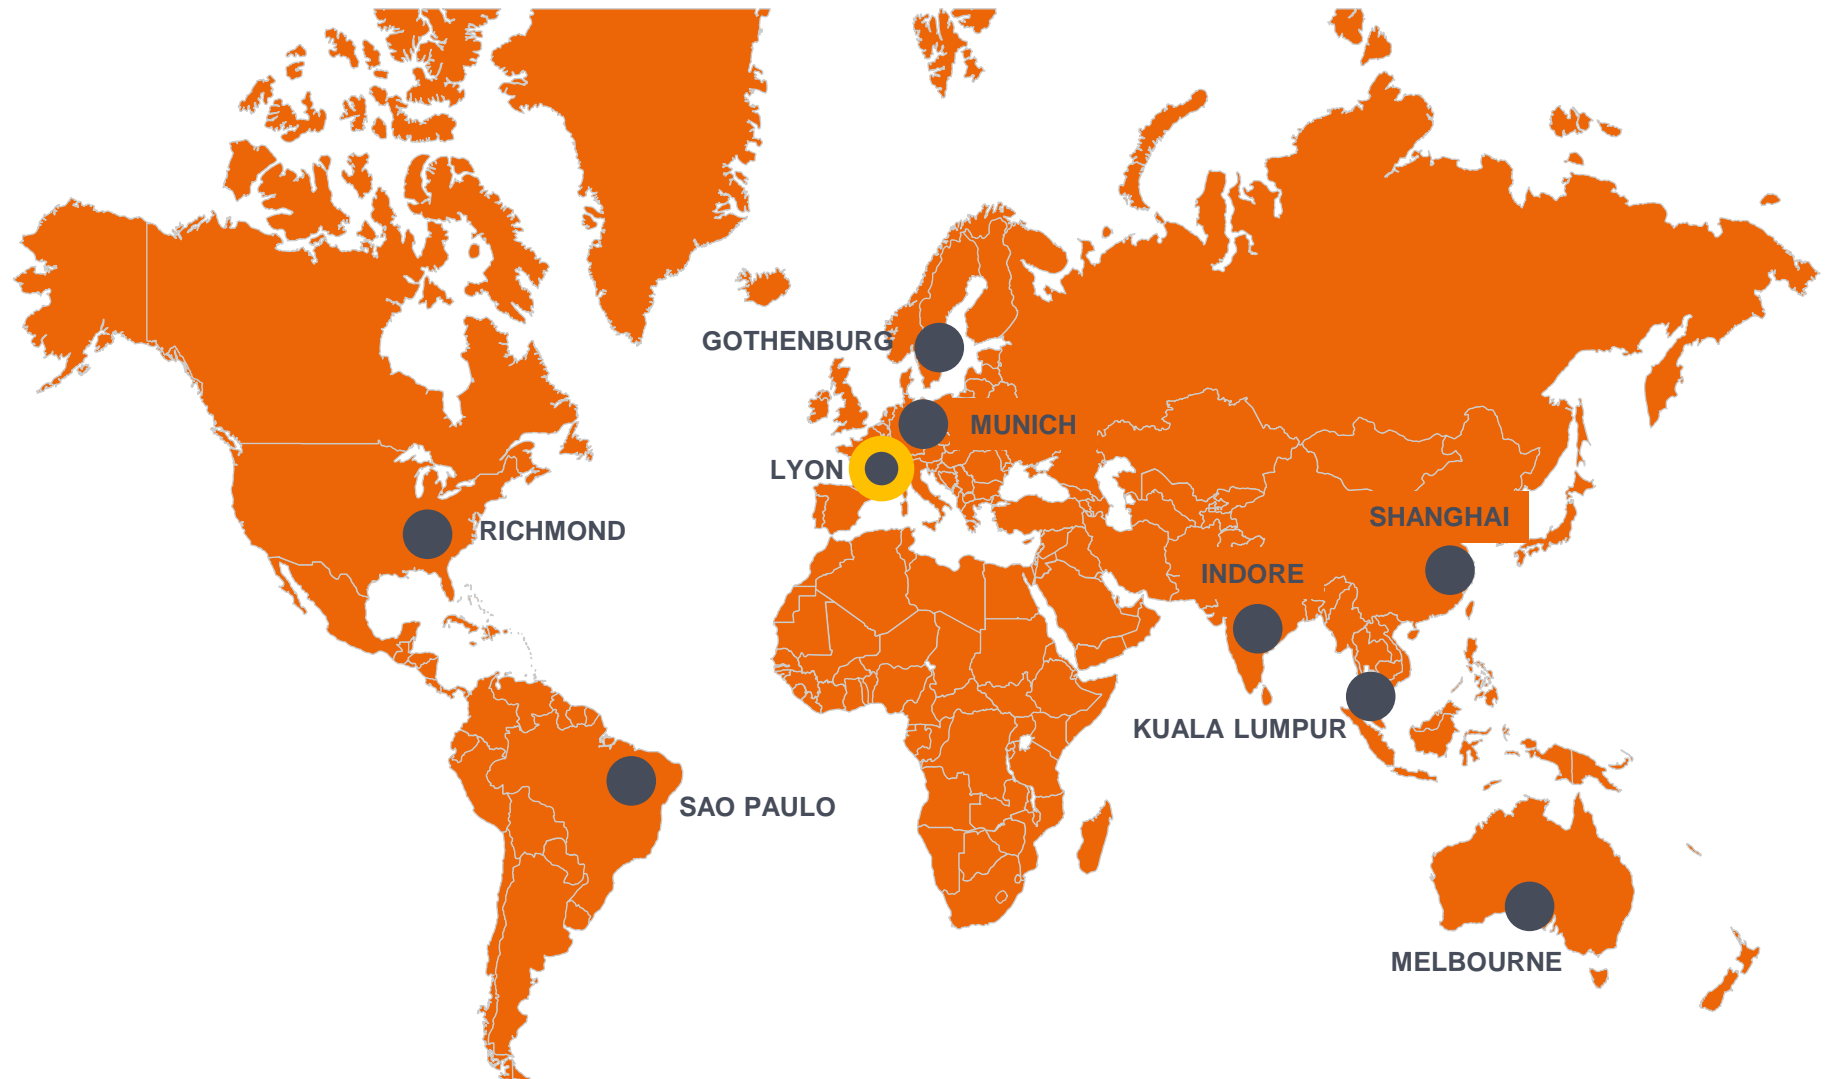 GOTHENBURG
MUNICH
LYON
SHANGHAI
RICHMOND
INDORE
KUALA LUMPUR
SAO PAULO
MELBOURNE